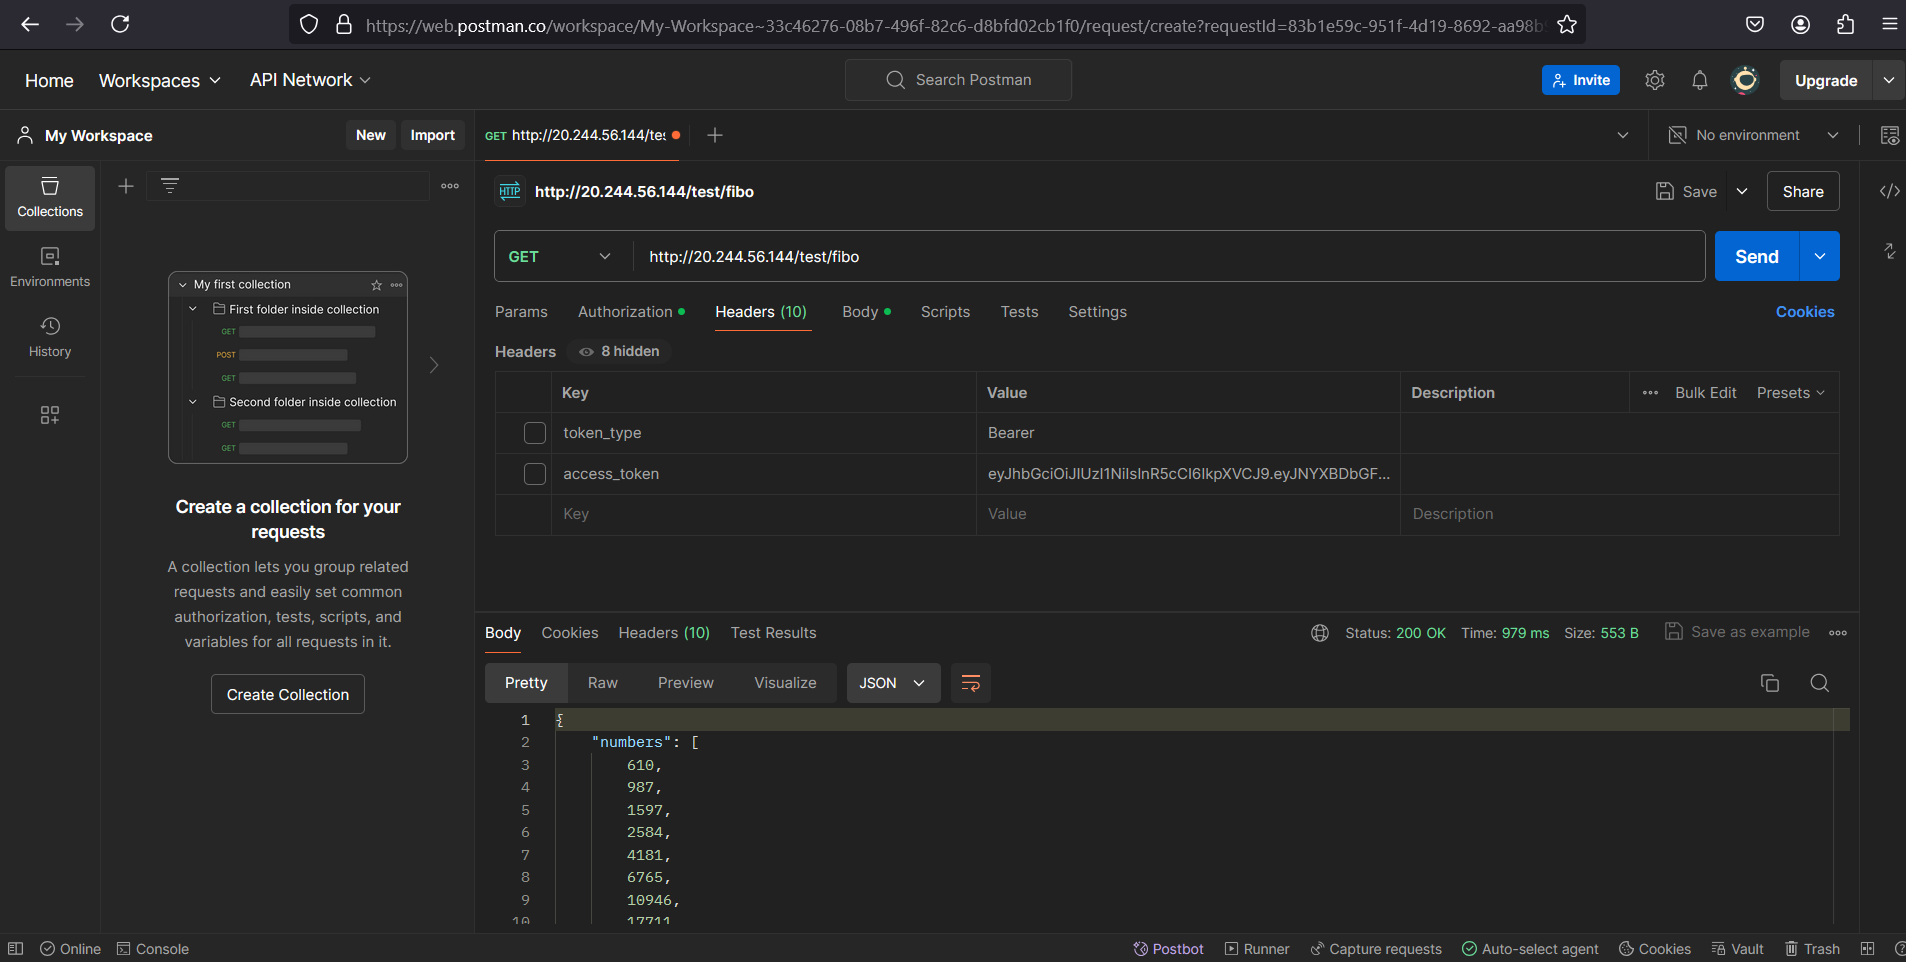 https://web.postman.co/workspace/My-Workspace~33c46276-08b7-496f-82c6-d8bfd02cb1f0/request/create?requestId=83b1e59c-951f-4d19-8692-aa98b
Home Workspaces API Network Search Postman Invite Upgrade
My Workspace New Import GET http://20.244.56.144/tes No environment
Collections
Environments
History
My first collection
First folder inside collection
GET
POST
GET
Second folder inside collection
GET
GET
Create a collection for your
requests
A collection lets you group related
requests and easily set common
authorization, tests, scripts, and
variables for all requests in it.
Create Collection
HTTP http://20.244.56.144/test/fibo Save Share
GET http://20.244.56.144/test/fibo Send
Params Authorization Headers (10) Body Scripts Tests Settings Cookies
Headers 8 hidden
Key Value Description Bulk Edit Presets
token_type Bearer
access_token eyJhbGciOiJIUzI1NiIsInR5cCI6IkpXVCJ9.eyJNYXBDbGF...
Key Value Description
Body Cookies Headers (10) Test Results Status: 200 OK Time: 979 ms Size: 553 B Save as example
Pretty Raw Preview Visualize JSON
1 {
2 "numbers": [
3 610,
4 987,
5 1597,
6 2584,
7 4181,
8 6765,
9 10946,
10 17711
Online Console Postbot Runner Capture requests Auto-select agent Cookies Vault Trash